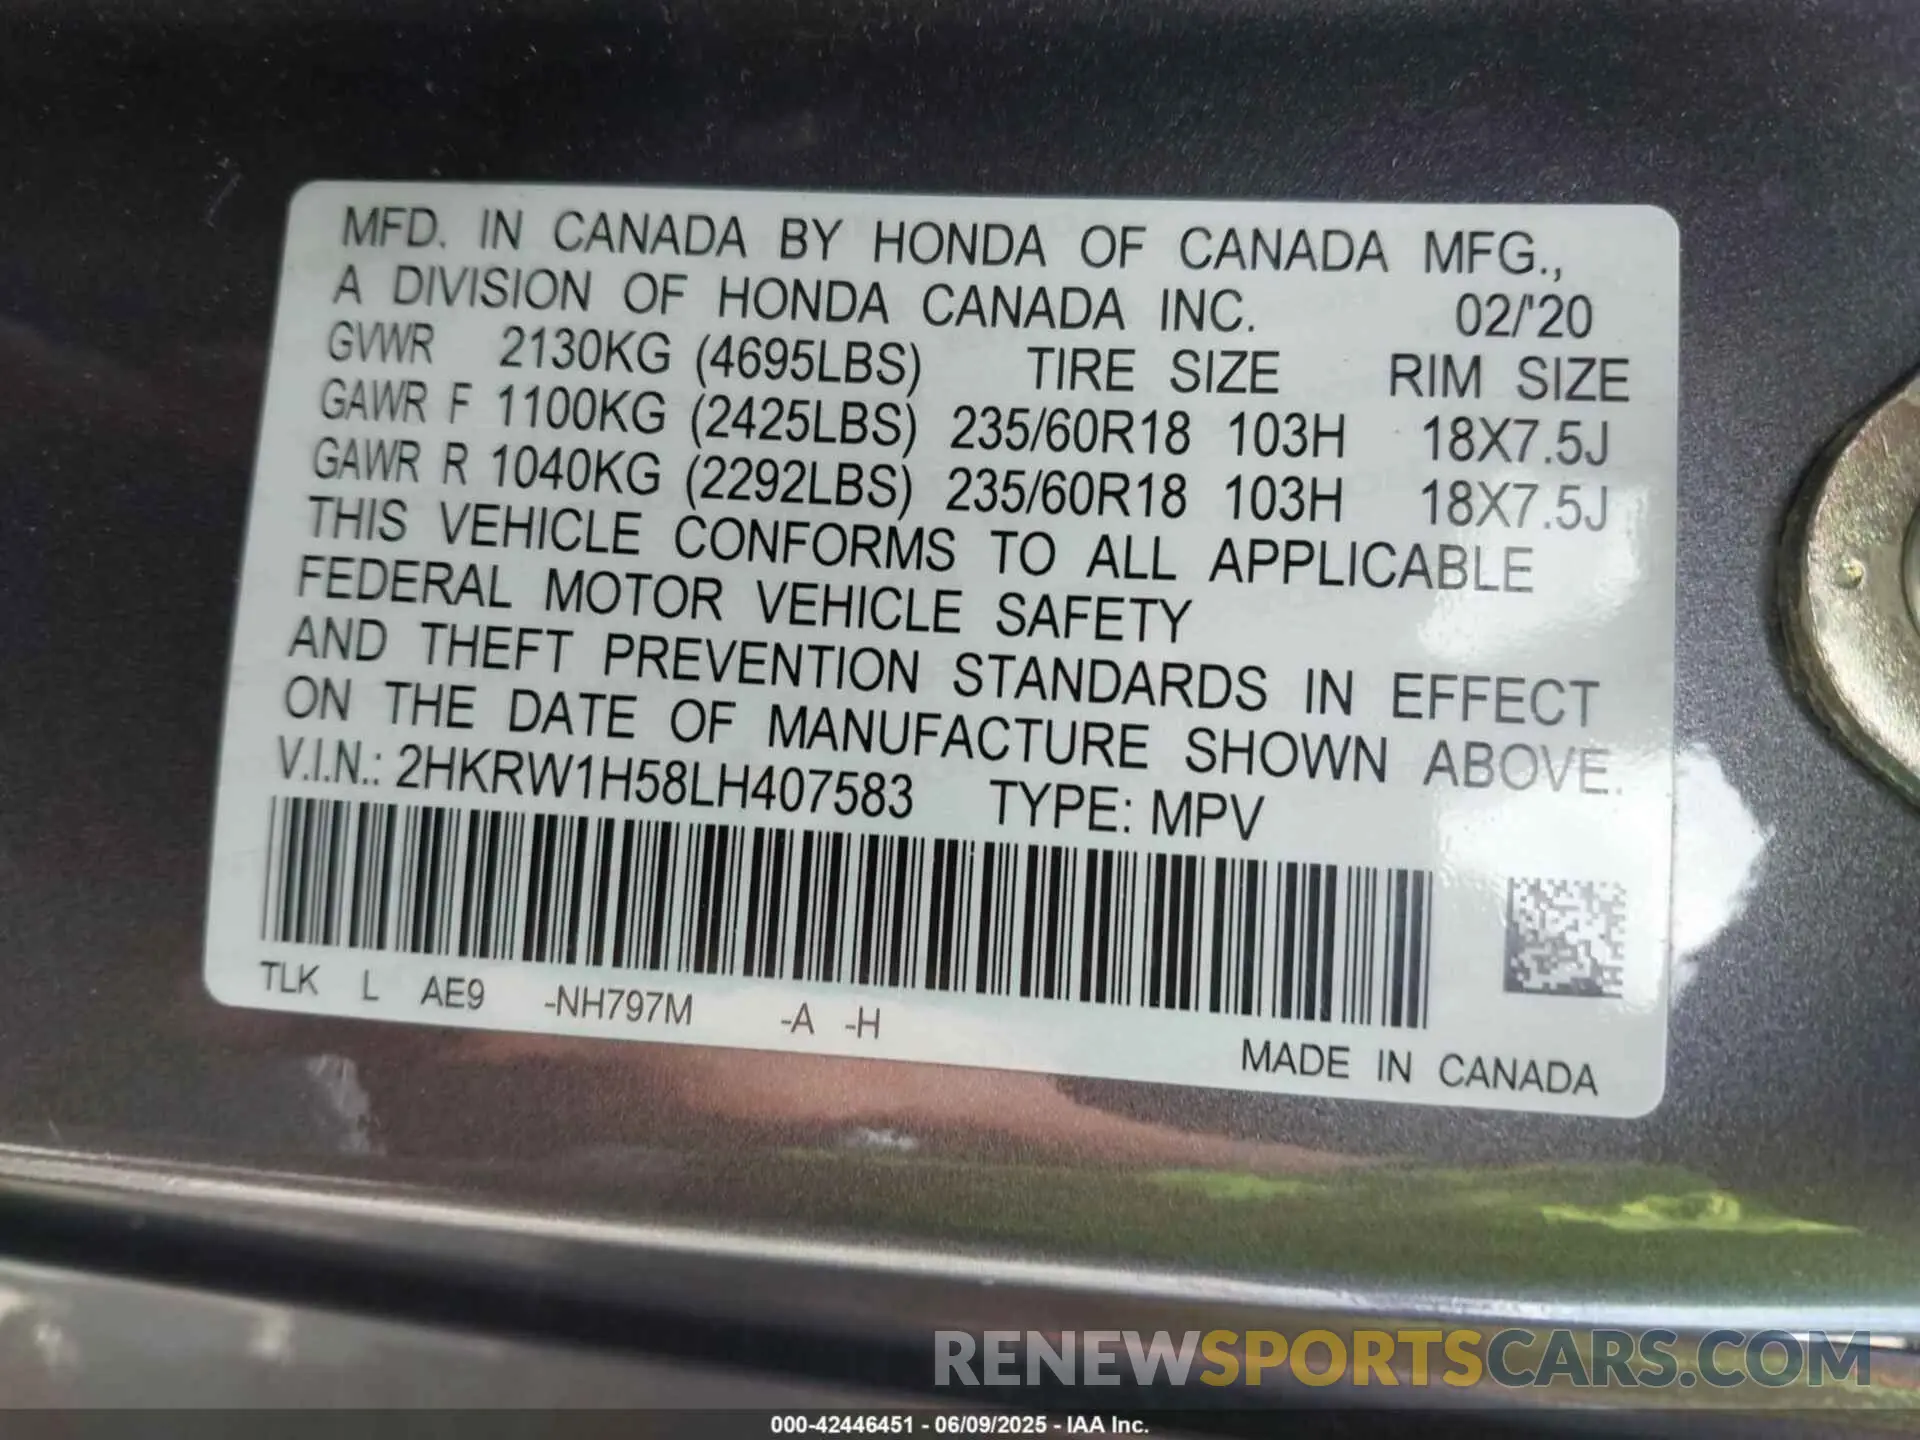 MFD. IN CANADA BY HONDA OF CANADA MFG.,
A DIVISION OF HONDA CANADA INC. 02/'20
GVWR 2130KG (4695LBS) TIRE SIZE RIM SIZE
GAWR F 1100KG (2425LBS) 235/60R18 103H 18X7.5J
GAWR R 1040KG (2292LBS) 235/60R18 103H 18X7.5J
THIS VEHICLE CONFORMS TO ALL APPLICABLE
FEDERAL MOTOR VEHICLE SAFETY
AND THEFT PREVENTION STANDARDS IN EFFECT
ON THE DATE OF MANUFACTURE SHOWN ABOVE.
V.I.N.: 2HKRW1H58LH407583 TYPE: MPV
TLK L AE9 -NH797M -A -H
MADE IN CANADA
RENEWSPORTSCARS.COM
000-42446451 - 06/09/2025 - IAA Inc.